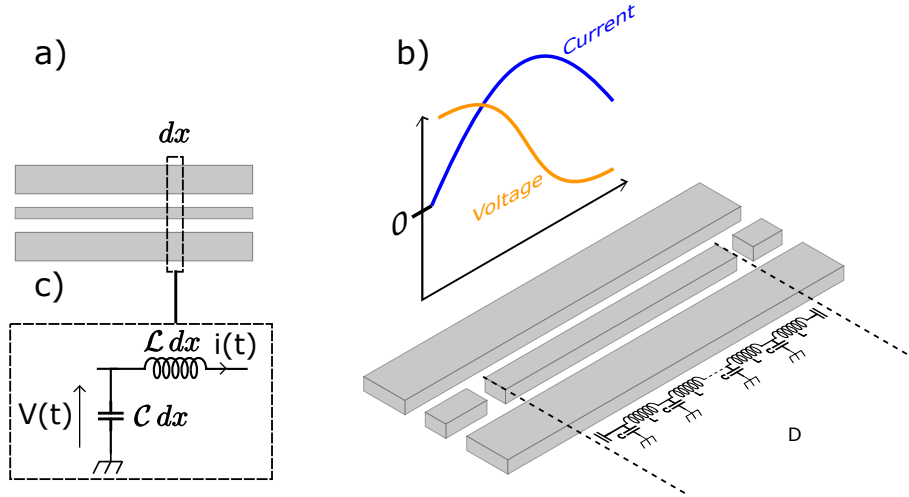 a)
b)
Current
dx
Voltage
0
c)
ℒ dx
i(t)
V(t)
𝒞 dx
D